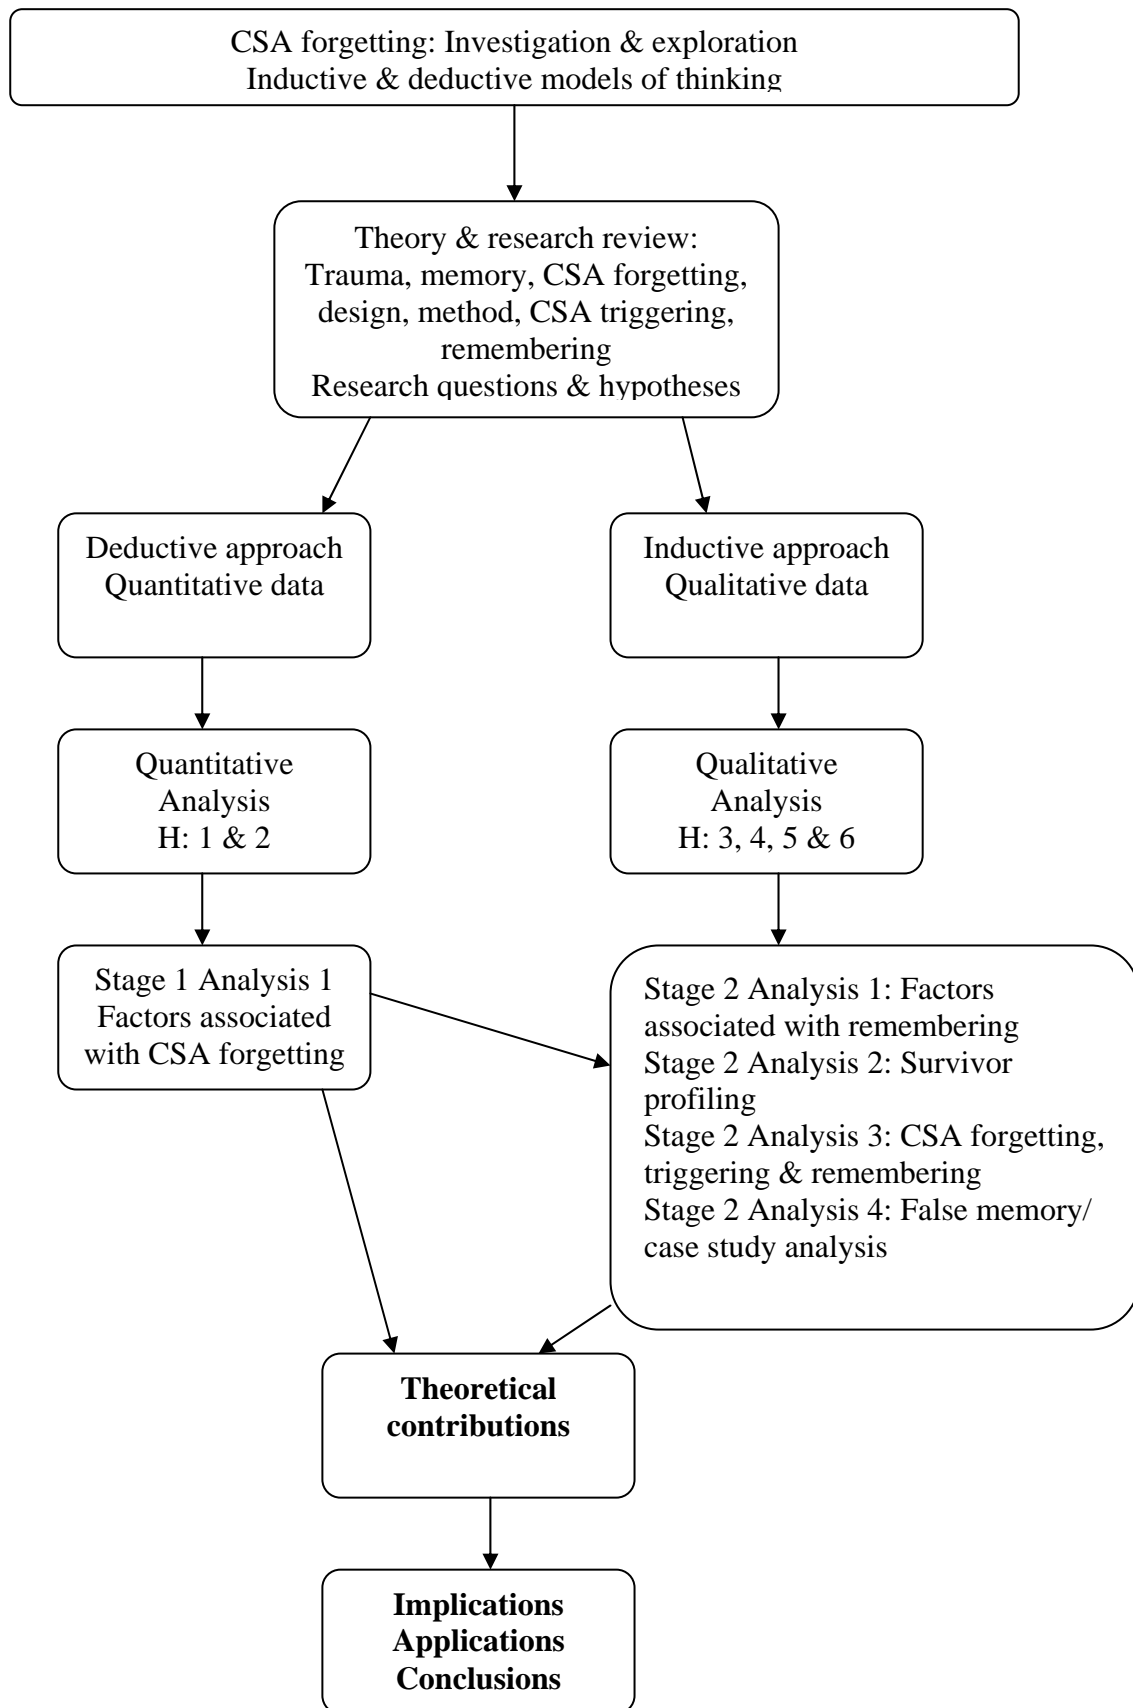 CSA forgetting: Investigation & exploration
Inductive & deductive models of thinking
Theory & research review:
Trauma, memory, CSA forgetting,
design, method, CSA triggering,
remembering
Research questions & hypotheses
Deductive approach
Quantitative data
Inductive approach
Qualitative data
Quantitative
Analysis
H: 1 & 2
Qualitative
Analysis
H: 3, 4, 5 & 6
Stage 1 Analysis 1
Factors associated
with CSA forgetting
Stage 2 Analysis 1: Factors
associated with remembering
Stage 2 Analysis 2: Survivor
profiling
Stage 2 Analysis 3: CSA forgetting,
triggering & remembering
Stage 2 Analysis 4: False memory/
case study analysis
Theoretical
contributions
Implications
Applications
Conclusions